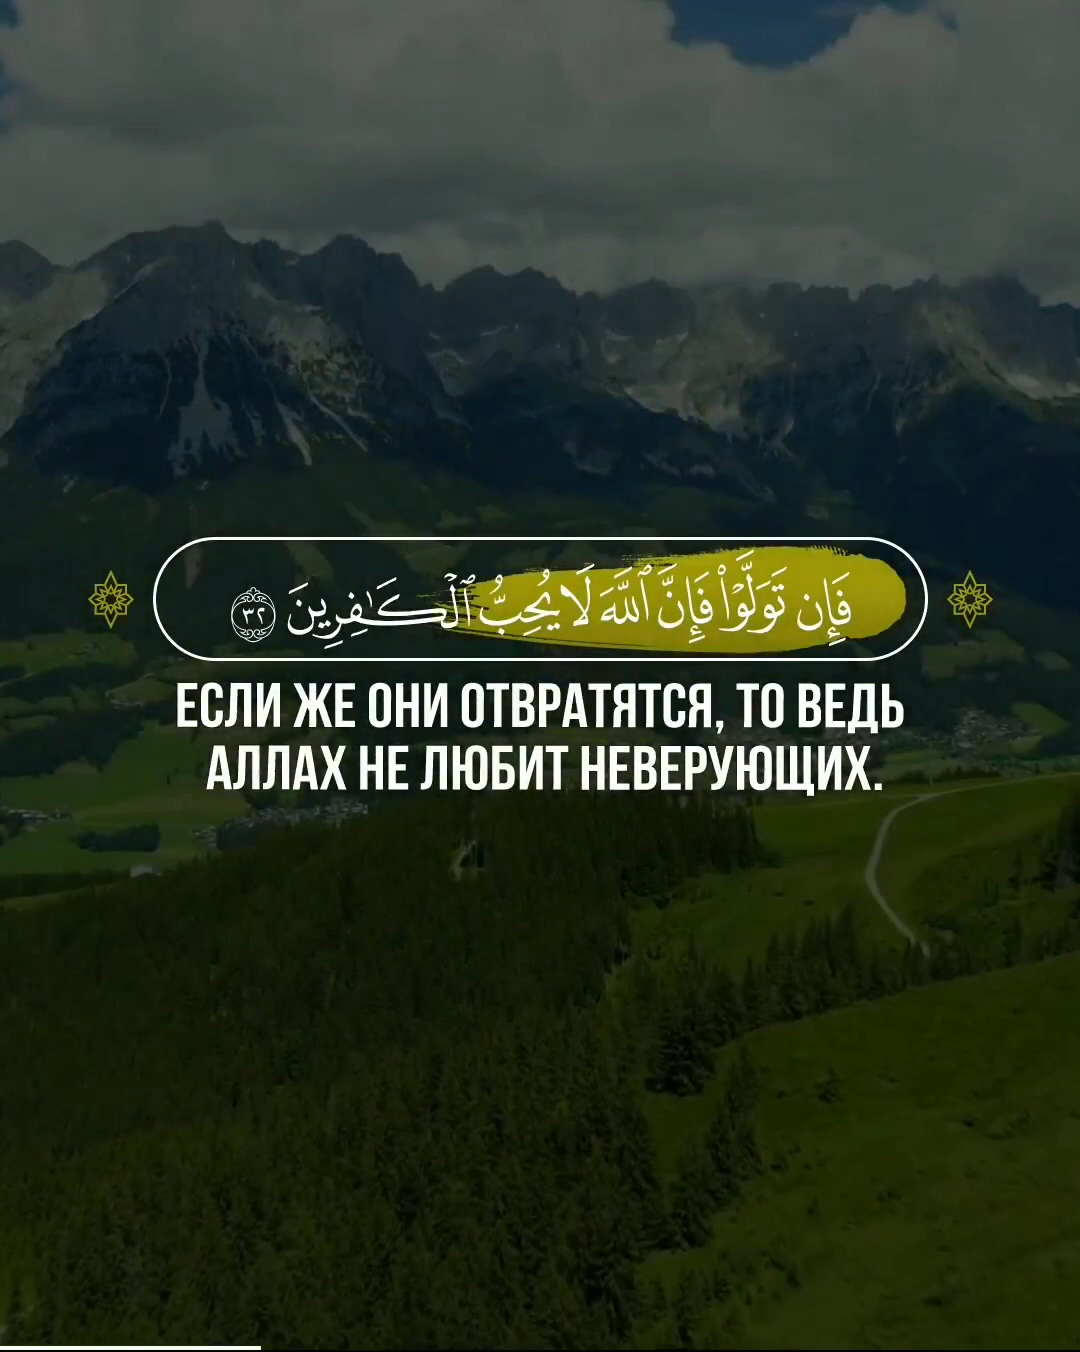 فَإِن تَوَلَّوْا۟ فَإِنَّ ٱللَّهَ لَا يُحِبُّ ٱلْكَـٰفِرِينَ ٣٢
ЕСЛИ ЖЕ ОНИ ОТВРАТЯТСЯ, ТО ВЕДЬ
АЛЛАХ НЕ ЛЮБИТ НЕВЕРУЮЩИХ.